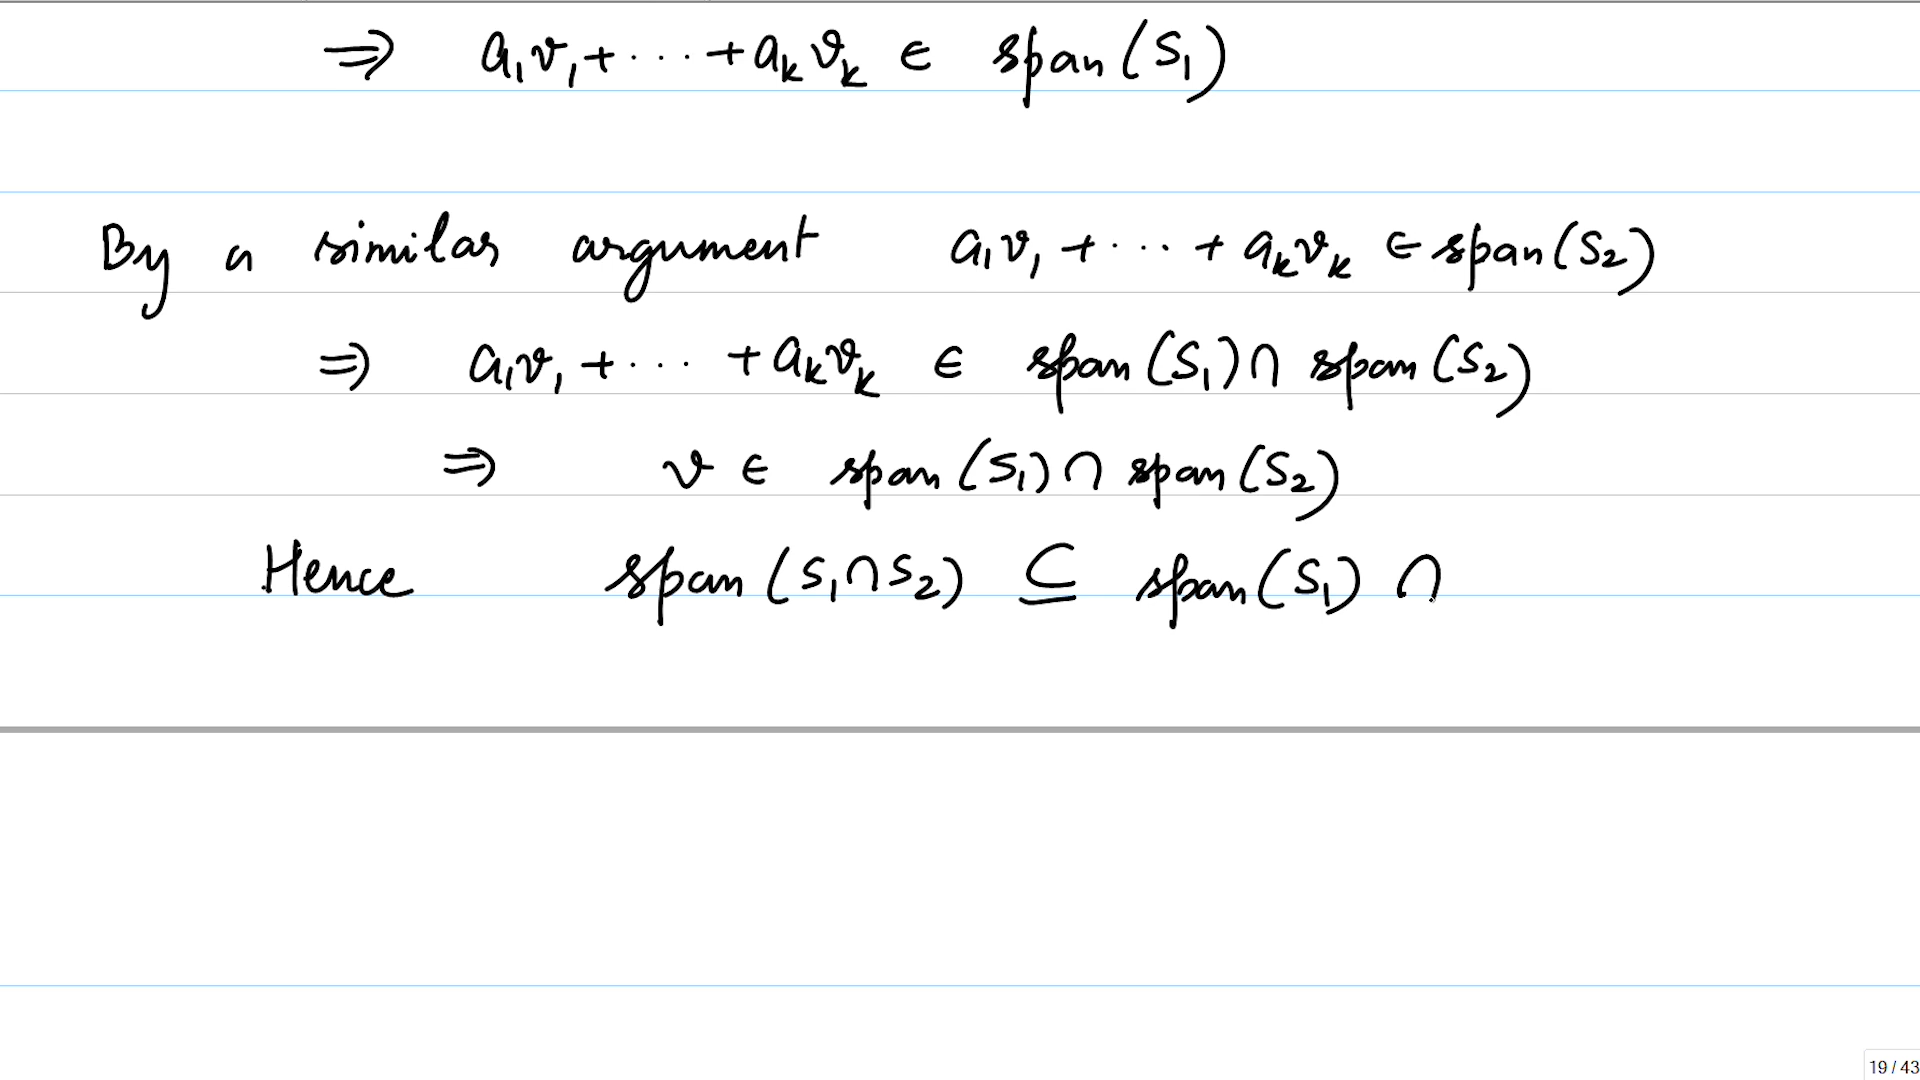 ⇒ a₁v₁ + ... + aₖvₖ ∈ span(S₁)
By a similar argument a₁v₁ + ... + aₖvₖ ∈ span(S₂)
⇒ a₁v₁ + ... + aₖvₖ ∈ span(S₁) ∩ span(S₂)
⇒ v ∈ span(S₁) ∩ span(S₂)
Hence span(S₁∩S₂) ⊆ span(S₁) ∩
19 / 43